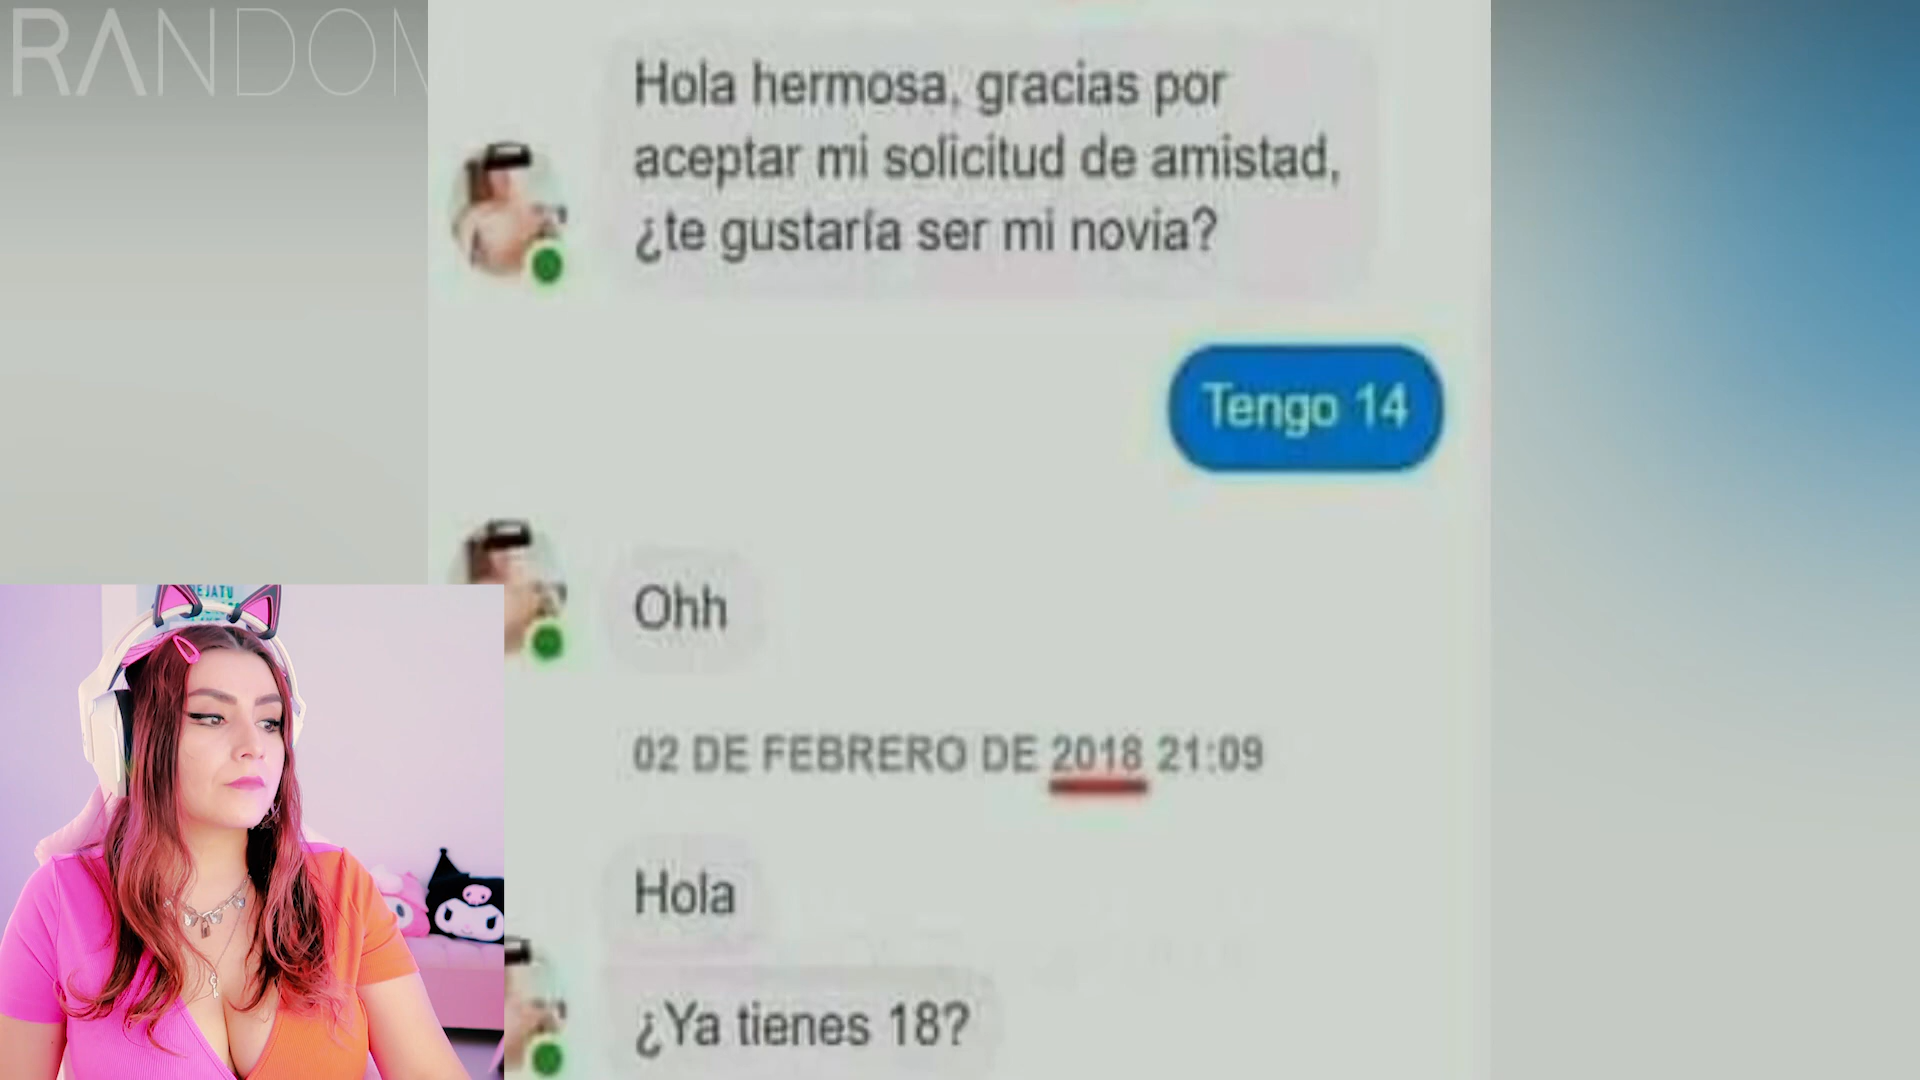 RANDOM
Hola hermosa, gracias por
aceptar mi solicitud de amistad,
¿te gustaría ser mi novia?
Tengo 14
Ohh
02 DE FEBRERO DE 2018 21:09
Hola
¿Ya tienes 18?